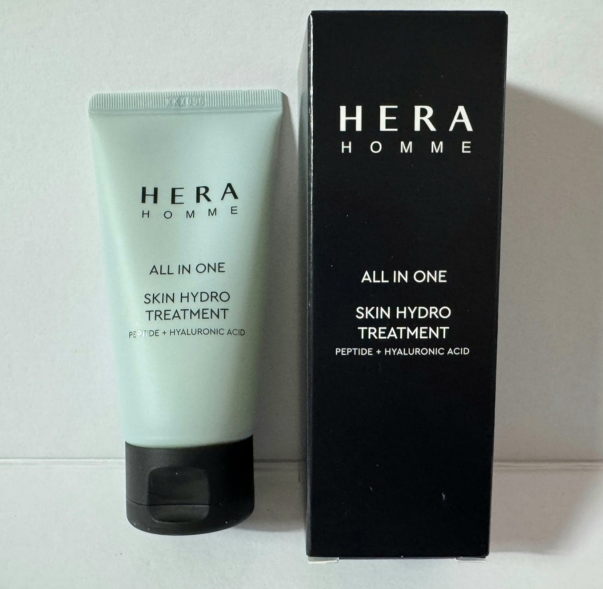 HERA
HOMME
ALL IN ONE
SKIN HYDRO
TREATMENT
PEPTIDE + HYALURONIC ACID
HERA
HOMME
ALL IN ONE
SKIN HYDRO
TREATMENT
PEPTIDE + HYALURONIC ACID